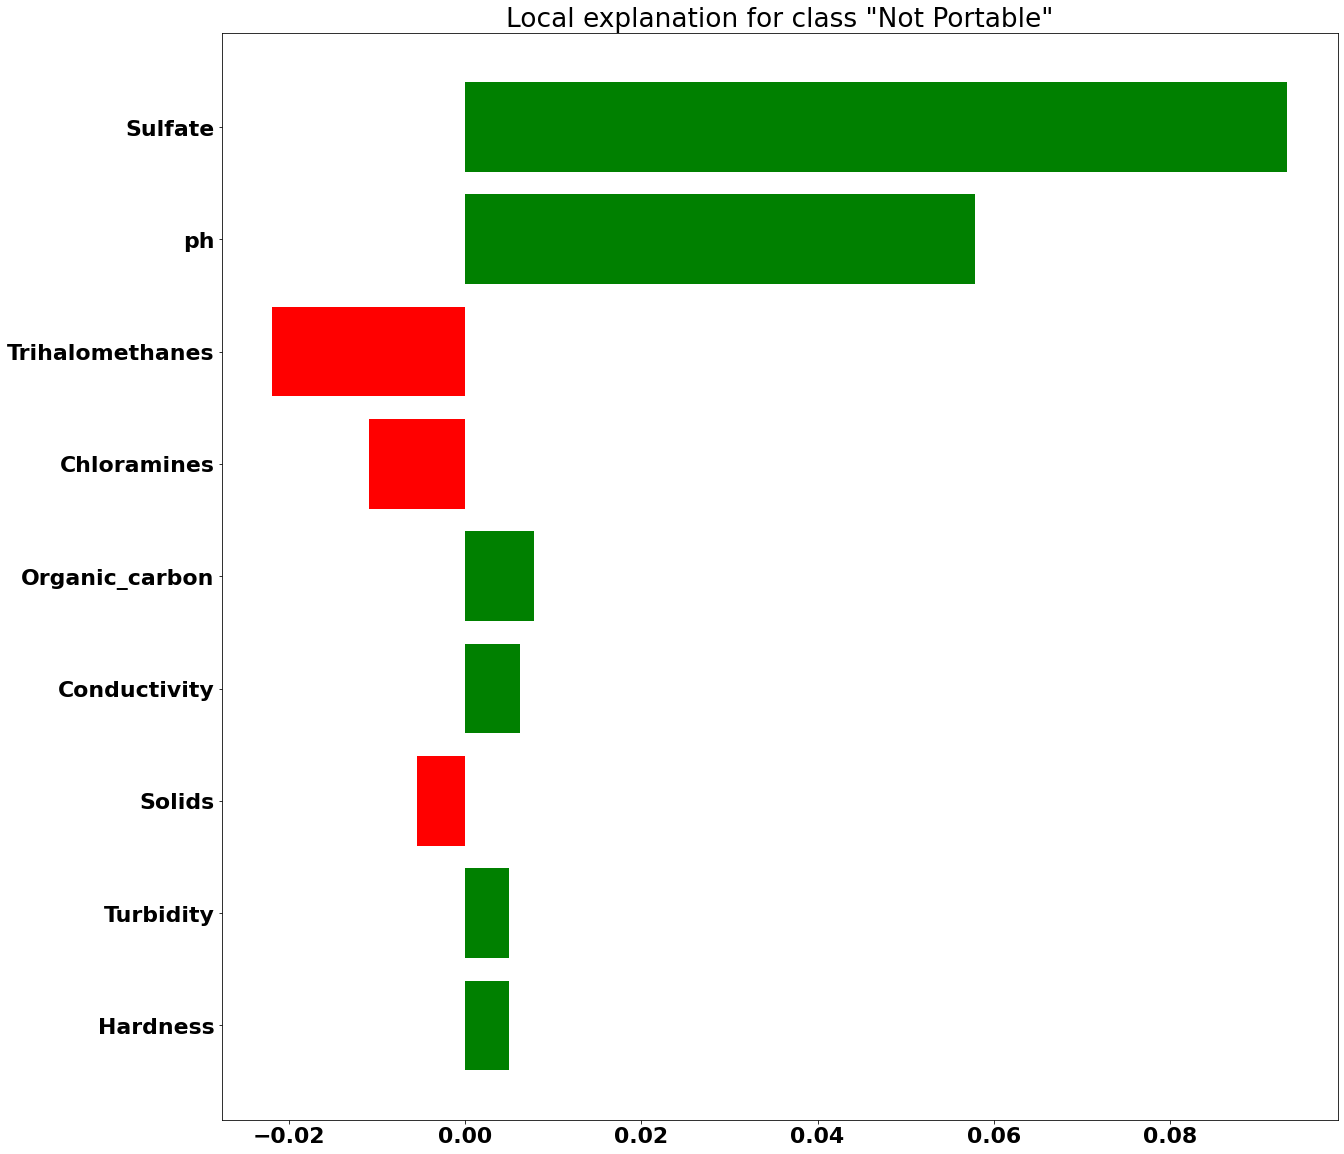 Local explanation for class "Not Portable"
Sulfate
ph
Trihalomethanes
Chloramines
Organic_carbon
Conductivity
Solids
Turbidity
Hardness
−0.02 0.00 0.02 0.04 0.06 0.08